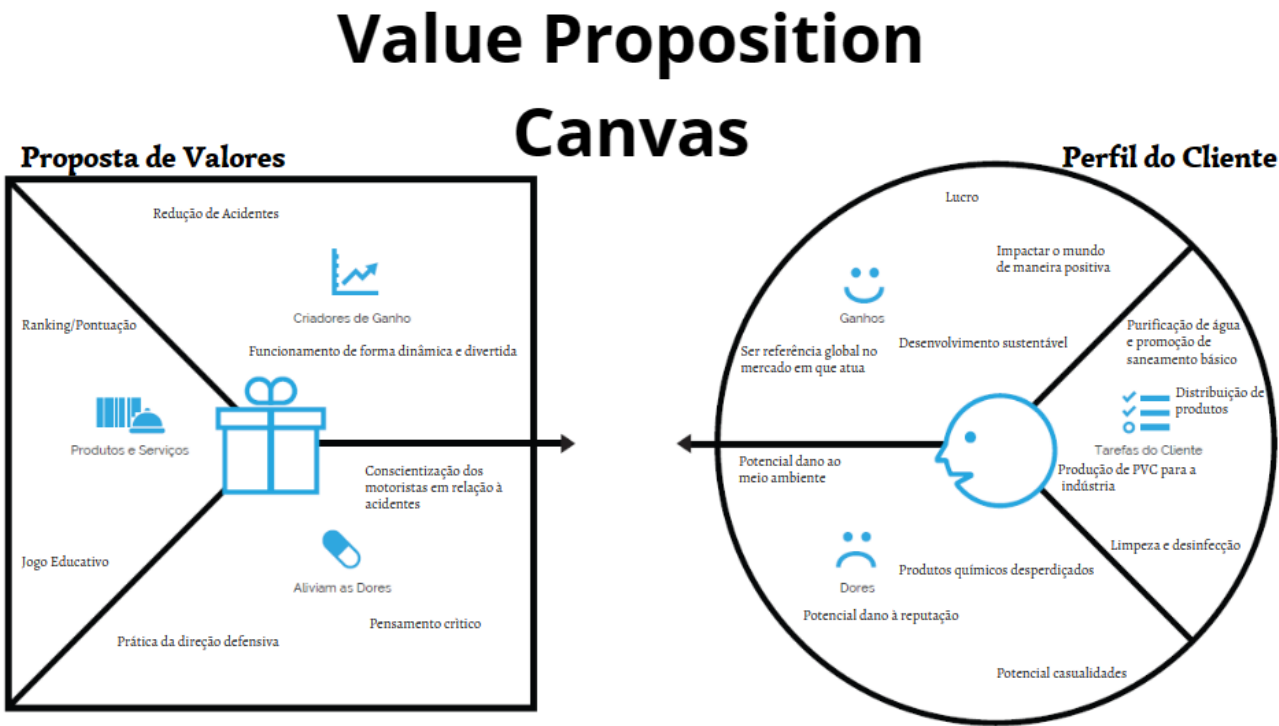 Value Proposition
Canvas
Proposta de Valores
Redução de Acidentes
Criadores de Ganho
Funcionamento de forma dinâmica e divertida
Ranking/Pontuação
Produtos e Serviços
Jogo Educativo
Conscientização dos
motoristas em relação à
acidentes
Aliviam as Dores
Pensamento crìtico
Prática da direção defensiva
Perfil do Cliente
Lucro
Impactar o mundo
de maneira positiva
Ganhos
Desenvolvimento sustentável
Ser referência global no
mercado em que atua
Purificação de água
e promoção de
saneamento básico
Distribuição de
produtos
Tarefas do Cliente
Produção de PVC para a
indústria
Limpeza e desinfecção
Potencial dano ao
meio ambiente
Dores
Produtos químicos desperdiçados
Potencial dano à reputação
Potencial casualidades